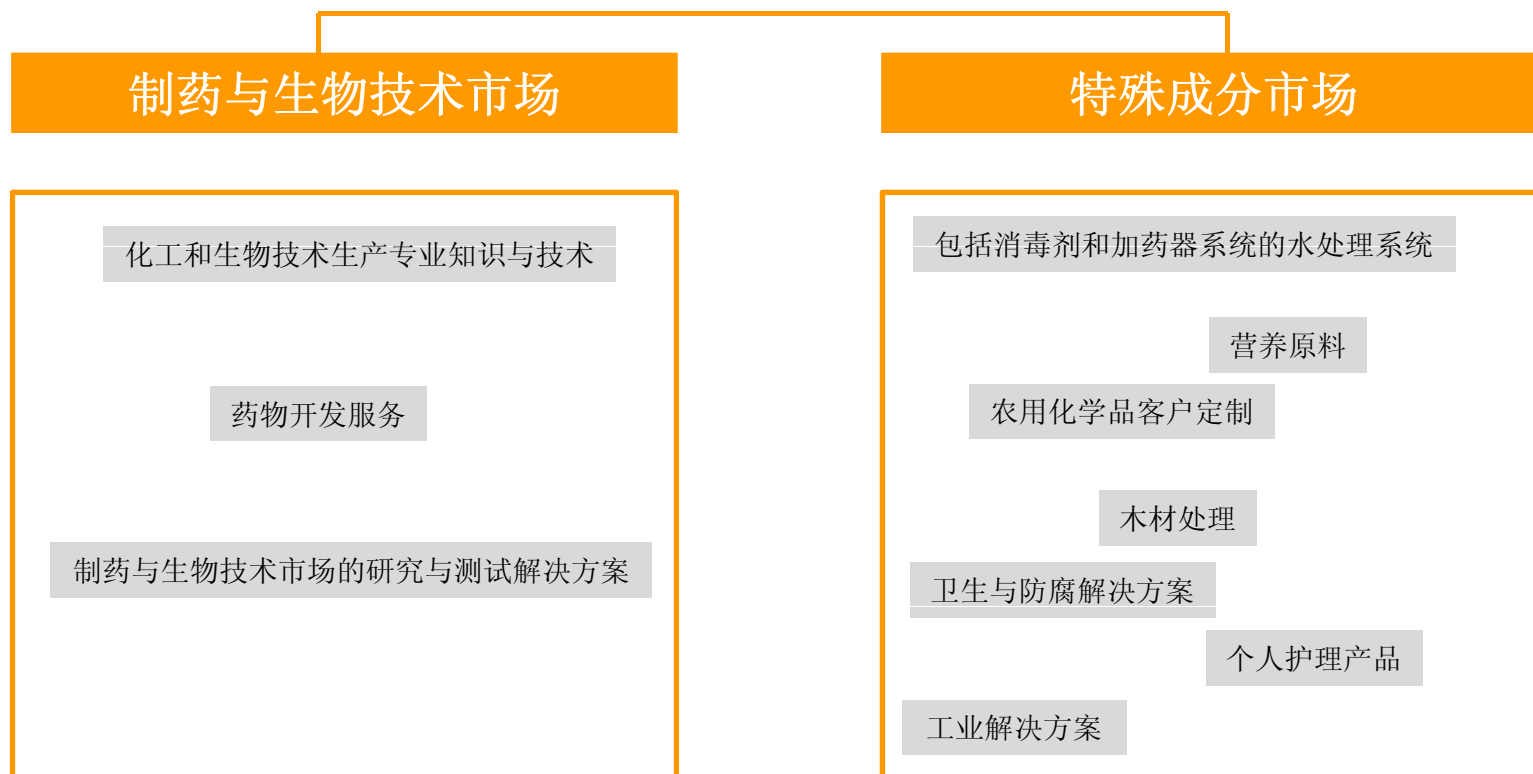 制药与生物技术市场
化工和生物技术生产专业知识与技术
药物开发服务
制药与生物技术市场的研究与测试解决方案
特殊成分市场
包括消毒剂和加药器系统的水处理系统
营养原料
农用化学品客户定制
木材处理
卫生与防腐解决方案
个人护理产品
工业解决方案